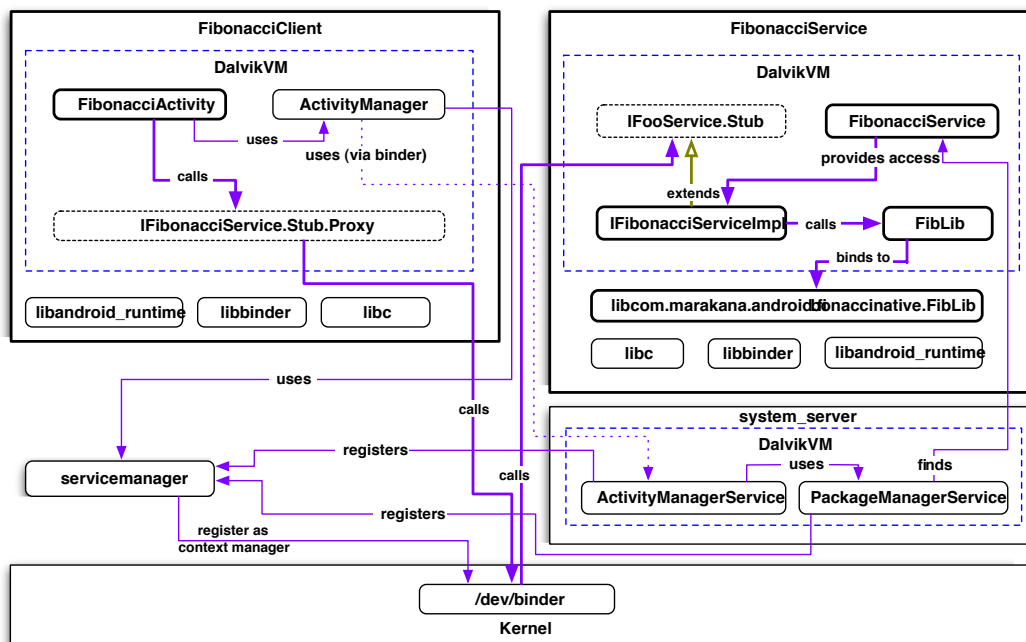 FibonacciClient
DalvikVM
FibonacciActivity
ActivityManager
uses
uses (via binder)
calls
IFibonacciService.Stub.Proxy
libandroid_runtime
libbinder
libc
FibonacciService
DalvikVM
IFooService.Stub
FibonacciService
provides access
extends
IFibonacciServiceImpl
calls
FibLib
binds to
libcom.marakana.android.fibonaccinative.FibLib
libc
libbinder
libandroid_runtime
uses
calls
system_server
DalvikVM
registers
uses
finds
servicemanager
calls
ActivityManagerService
PackageManagerService
registers
register as
context manager
/dev/binder
Kernel